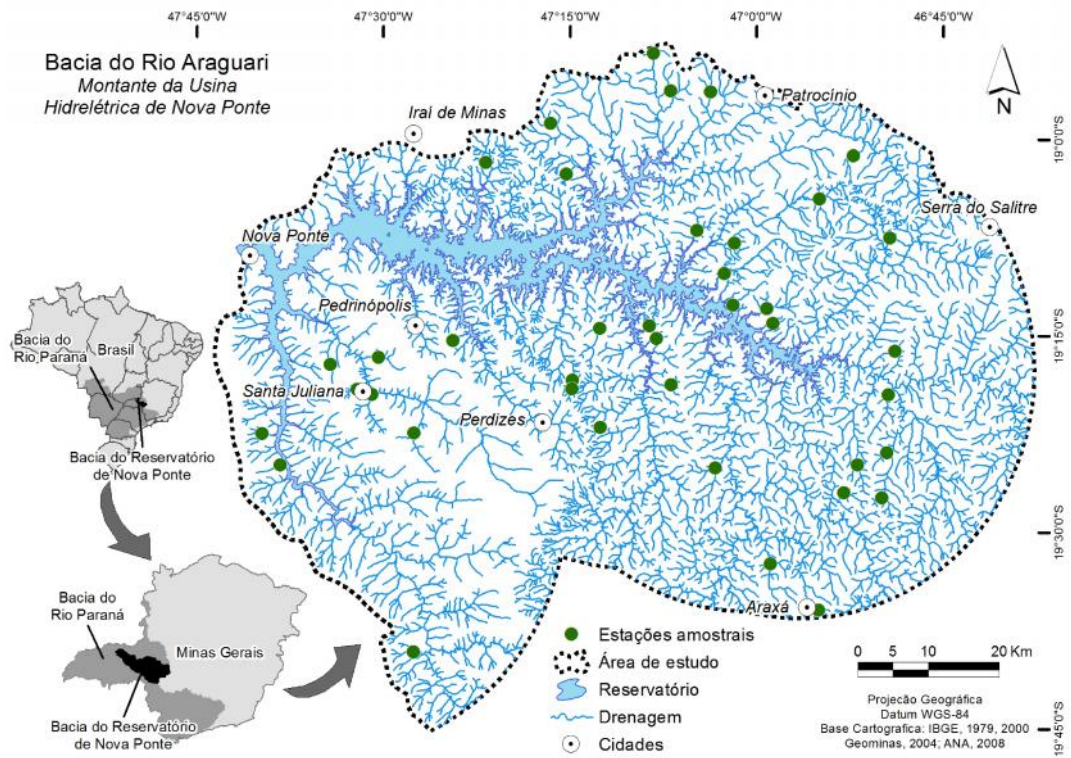 47°45'0"W 47°30'0"W 47°15'0"W 47°0'0"W 46°45'0"W
Bacia do Rio Araguari
Montante da Usina
Hidrelétrica de Nova Ponte
N
Patrocínio
Iraí de Minas
19°0'0"S
Serra do Salitre
Nova Ponte
Pedrinópolis
19°15'0"S
Bacia do
Rio Paraná
Brasil
Santa Juliana
Perdizes
Bacia do Reservatório
de Nova Ponte
19°30'0"S
Araxá
Bacia do
Rio Paraná
Minas Gerais
Bacia do Reservatório
de Nova Ponte
Estações amostrais
Área de estudo
Reservatório
Drenagem
Cidades
0 5 10 20 Km
Projecão Geográfica
Datum WGS-84
Base Cartografica: IBGE, 1979, 2000
Geominas, 2004; ANA, 2008
19°45'0"S